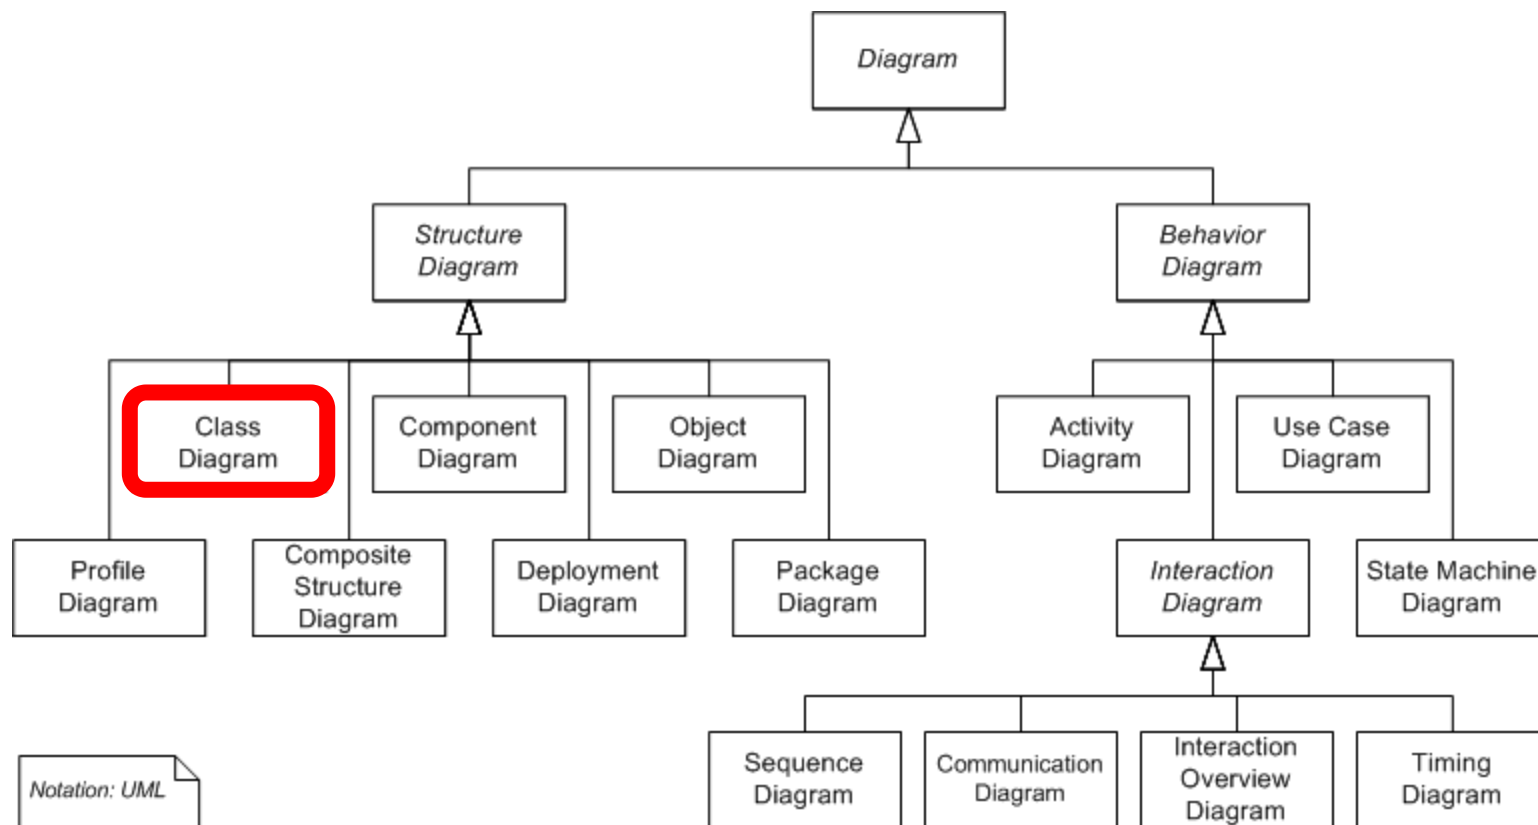 Diagram
Structure
Diagram
Behavior
Diagram
Class
Diagram
Component
Diagram
Object
Diagram
Activity
Diagram
Use Case
Diagram
Profile
Diagram
Composite
Structure
Diagram
Deployment
Diagram
Package
Diagram
Interaction
Diagram
State Machine
Diagram
Sequence
Diagram
Communication
Diagram
Interaction
Overview
Diagram
Timing
Diagram
Notation: UML